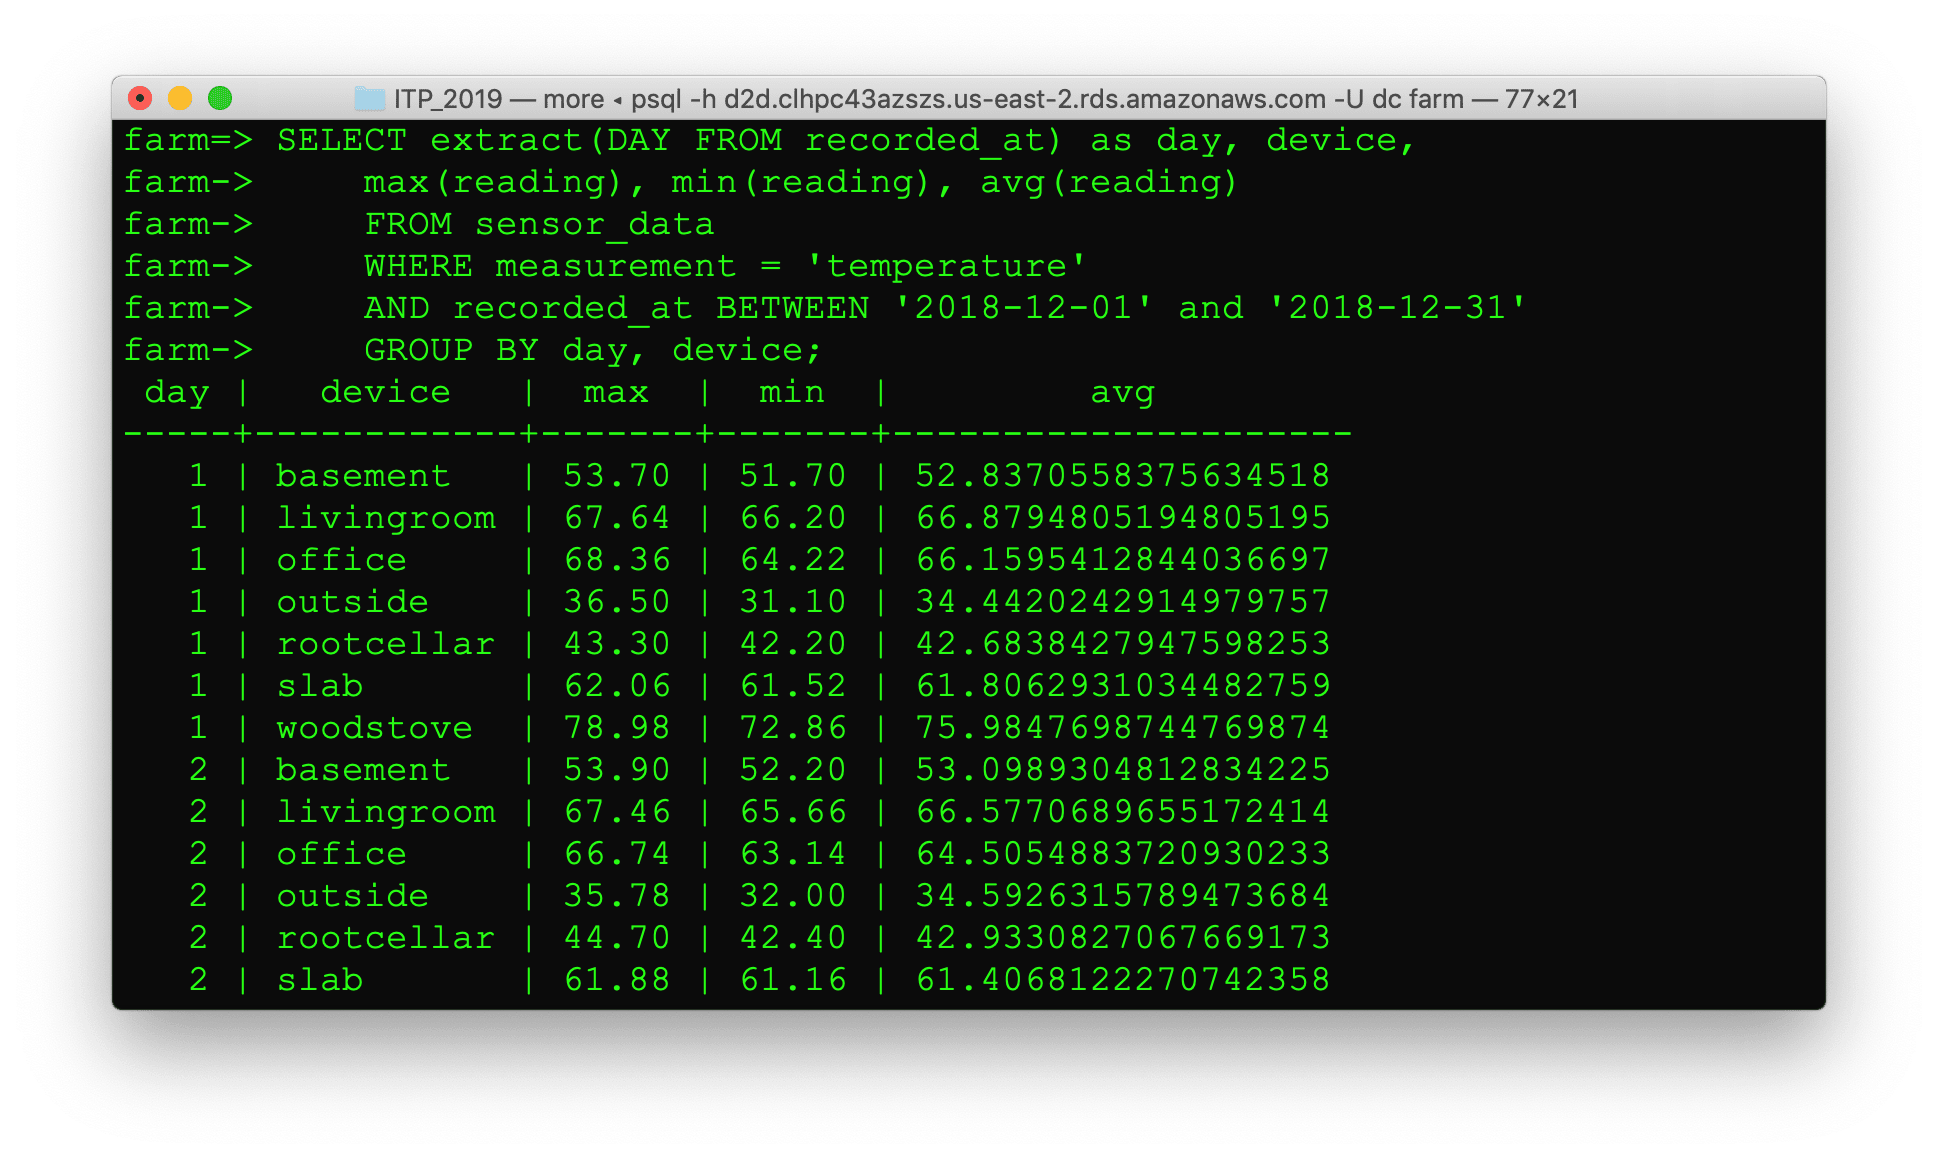 ITP_2019 — more ◂ psql -h d2d.clhpc43azszs.us-east-2.rds.amazonaws.com -U dc farm — 77×21
farm=> SELECT extract(DAY FROM recorded_at) as day, device,
farm->     max(reading), min(reading), avg(reading)
farm->     FROM sensor_data
farm->     WHERE measurement = 'temperature'
farm->     AND recorded_at BETWEEN '2018-12-01' and '2018-12-31'
farm->     GROUP BY day, device;
 day |   device   |  max  |  min  |         avg
-----+------------+-------+-------+---------------------
   1 | basement   | 53.70 | 51.70 | 52.8370558375634518
   1 | livingroom | 67.64 | 66.20 | 66.8794805194805195
   1 | office     | 68.36 | 64.22 | 66.1595412844036697
   1 | outside    | 36.50 | 31.10 | 34.4420242914979757
   1 | rootcellar | 43.30 | 42.20 | 42.6838427947598253
   1 | slab       | 62.06 | 61.52 | 61.8062931034482759
   1 | woodstove  | 78.98 | 72.86 | 75.9847698744769874
   2 | basement   | 53.90 | 52.20 | 53.0989304812834225
   2 | livingroom | 67.46 | 65.66 | 66.5770689655172414
   2 | office     | 66.74 | 63.14 | 64.5054883720930233
   2 | outside    | 35.78 | 32.00 | 34.5926315789473684
   2 | rootcellar | 44.70 | 42.40 | 42.9330827067669173
   2 | slab       | 61.88 | 61.16 | 61.4068122270742358